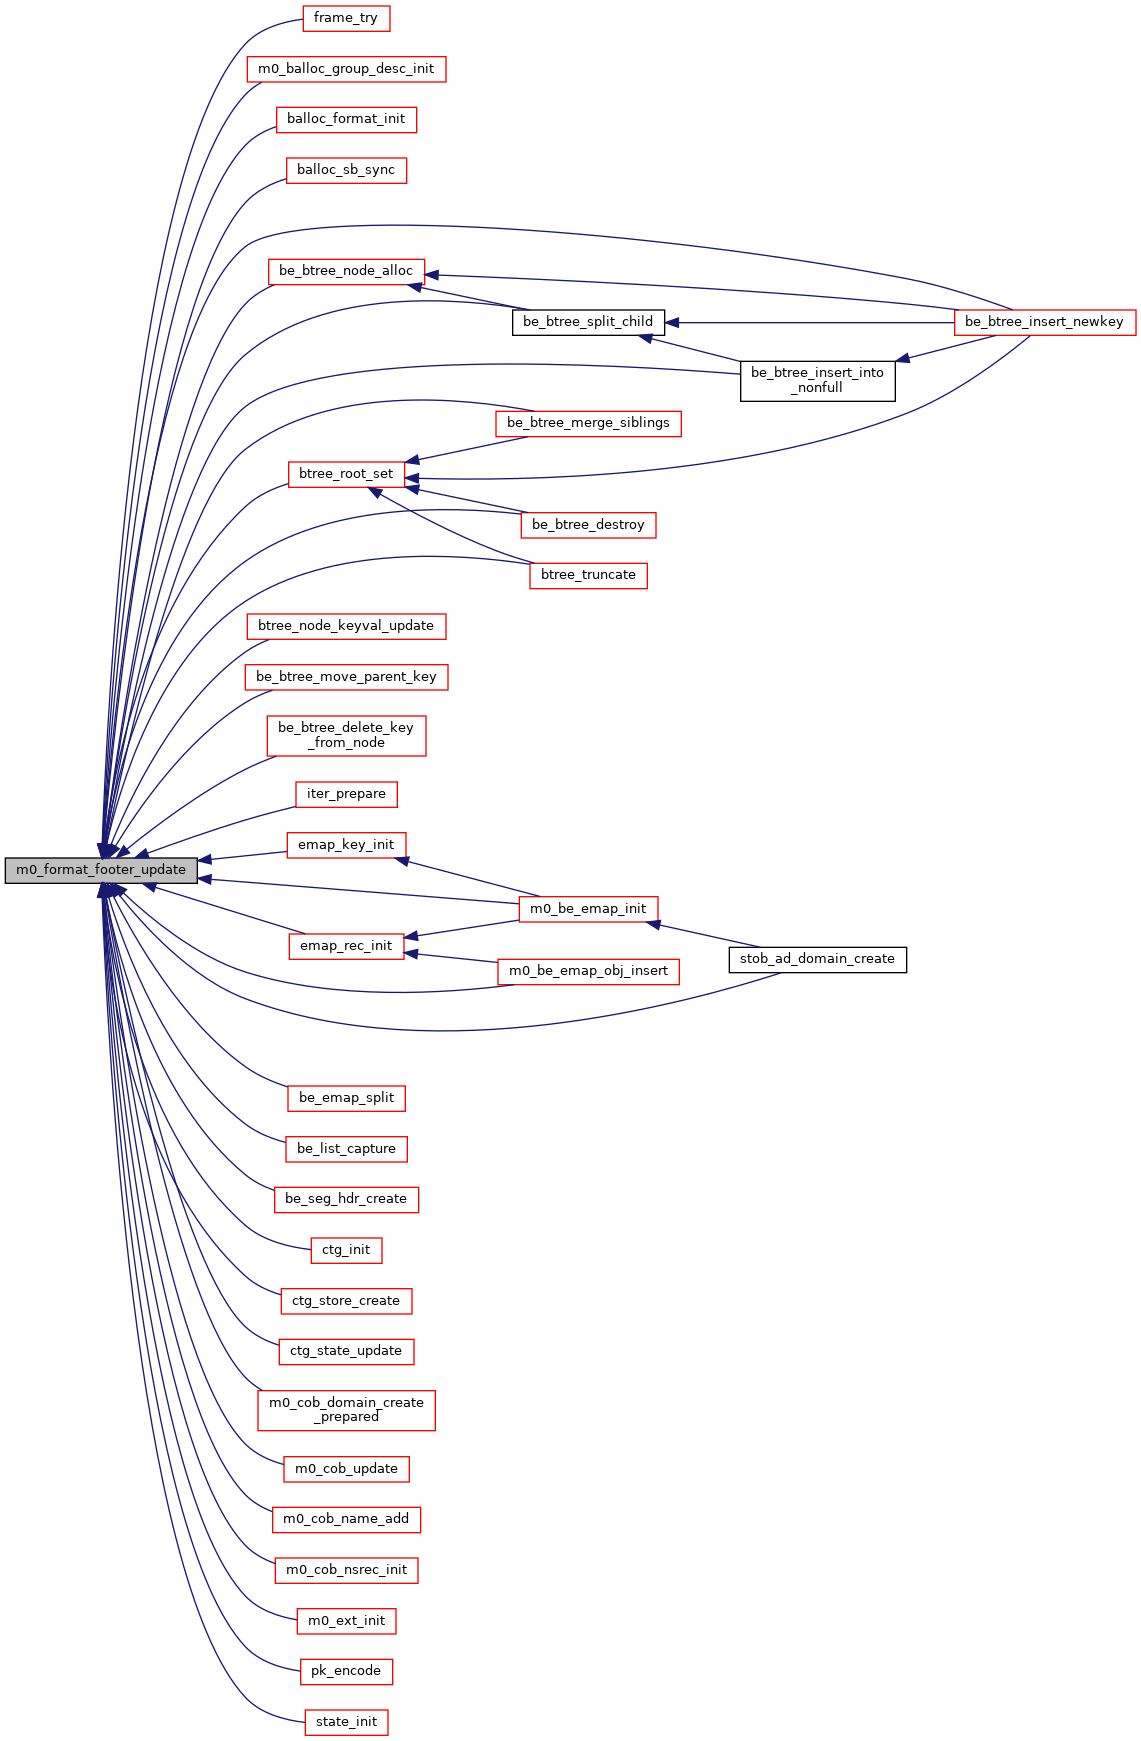 frame_try
m0_balloc_group_desc_init
balloc_format_init
balloc_sb_sync
be_btree_node_alloc
be_btree_split_child
be_btree_insert_newkey
be_btree_insert_into
_nonfull
be_btree_merge_siblings
btree_root_set
be_btree_destroy
btree_truncate
btree_node_keyval_update
be_btree_move_parent_key
be_btree_delete_key
_from_node
iter_prepare
emap_key_init
m0_format_footer_update
m0_be_emap_init
emap_rec_init
stob_ad_domain_create
m0_be_emap_obj_insert
be_emap_split
be_list_capture
be_seg_hdr_create
ctg_init
ctg_store_create
ctg_state_update
m0_cob_domain_create
_prepared
m0_cob_update
m0_cob_name_add
m0_cob_nsrec_init
m0_ext_init
pk_encode
state_init